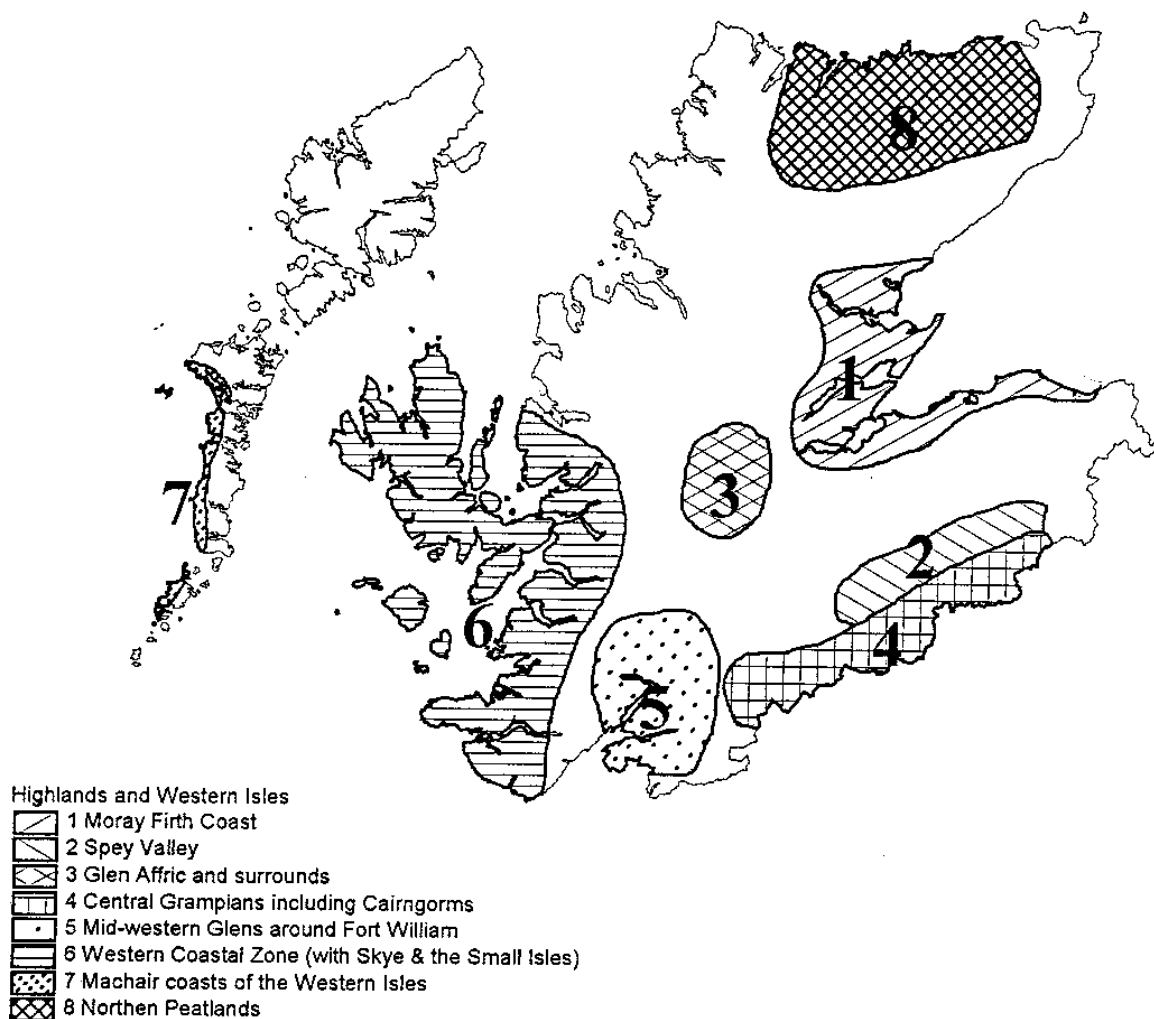 8
1
7
3
2
6
4
5
Highlands and Western Isles
1 Moray Firth Coast
2 Spey Valley
3 Glen Affric and surrounds
4 Central Grampians including Cairngorms
5 Mid-western Glens around Fort William
6 Western Coastal Zone (with Skye & the Small Isles)
7 Machair coasts of the Western Isles
8 Northen Peatlands